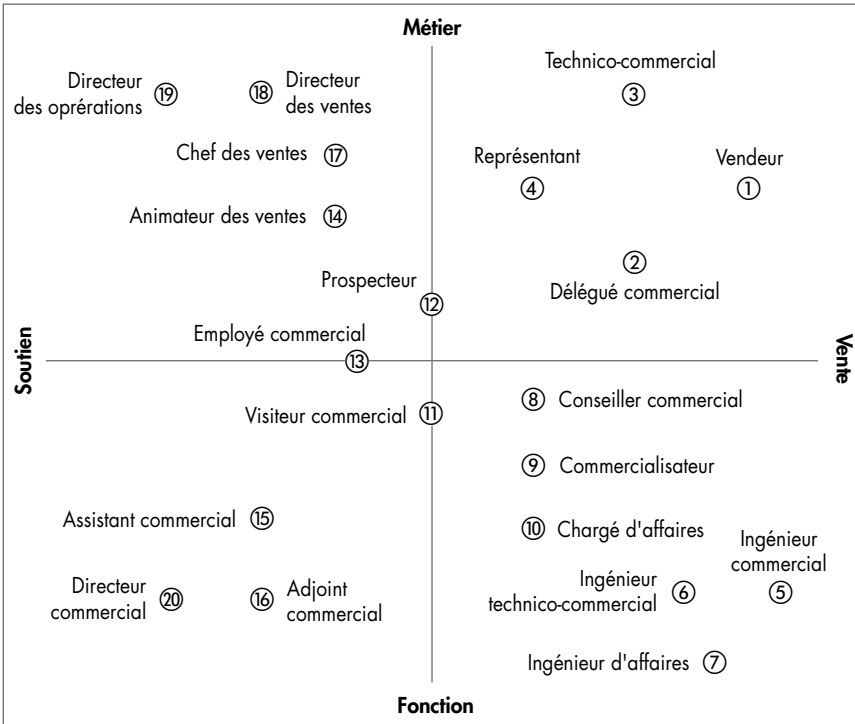 Métier
Technico-commercial
③
Directeur
des oprérations ⑲
⑱ Directeur
des ventes
Chef des ventes ⑰
Représentant
④
Vendeur
①
Animateur des ventes ⑭
②
Délégué commercial
Prospecteur
⑫
Employé commercial
⑬
Soutien
Vente
Visiteur commercial ⑪
⑧ Conseiller commercial
⑨ Commercialisateur
Assistant commercial ⑮
⑩ Chargé d'affaires
Ingénieur
commercial
⑤
Directeur
commercial ⑳
⑯ Adjoint
commercial
Ingénieur
technico-commercial ⑥
Ingénieur d'affaires ⑦
Fonction